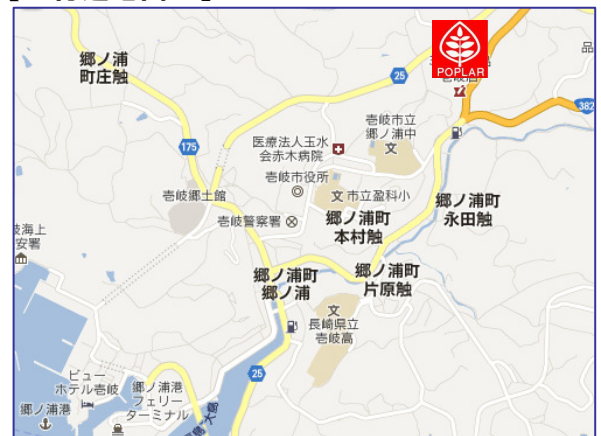 郷ノ浦
町庄触
25
POPLAR
品
382
壱岐市立
郷ノ浦中
文
175
医療法人玉水
会赤木病院
壱岐市役所
文 市立盈科小
壱岐郷土館
壱岐警察署
郷ノ浦町
本村触
郷ノ浦町
永田触
岐海上
安署
郷ノ浦町
郷ノ浦
郷ノ浦町
片原触
文
長崎県立
壱岐高
25
ビュー
ホテル壱岐
郷ノ浦港
フェリー
ターミナル
郷ノ浦港
大島